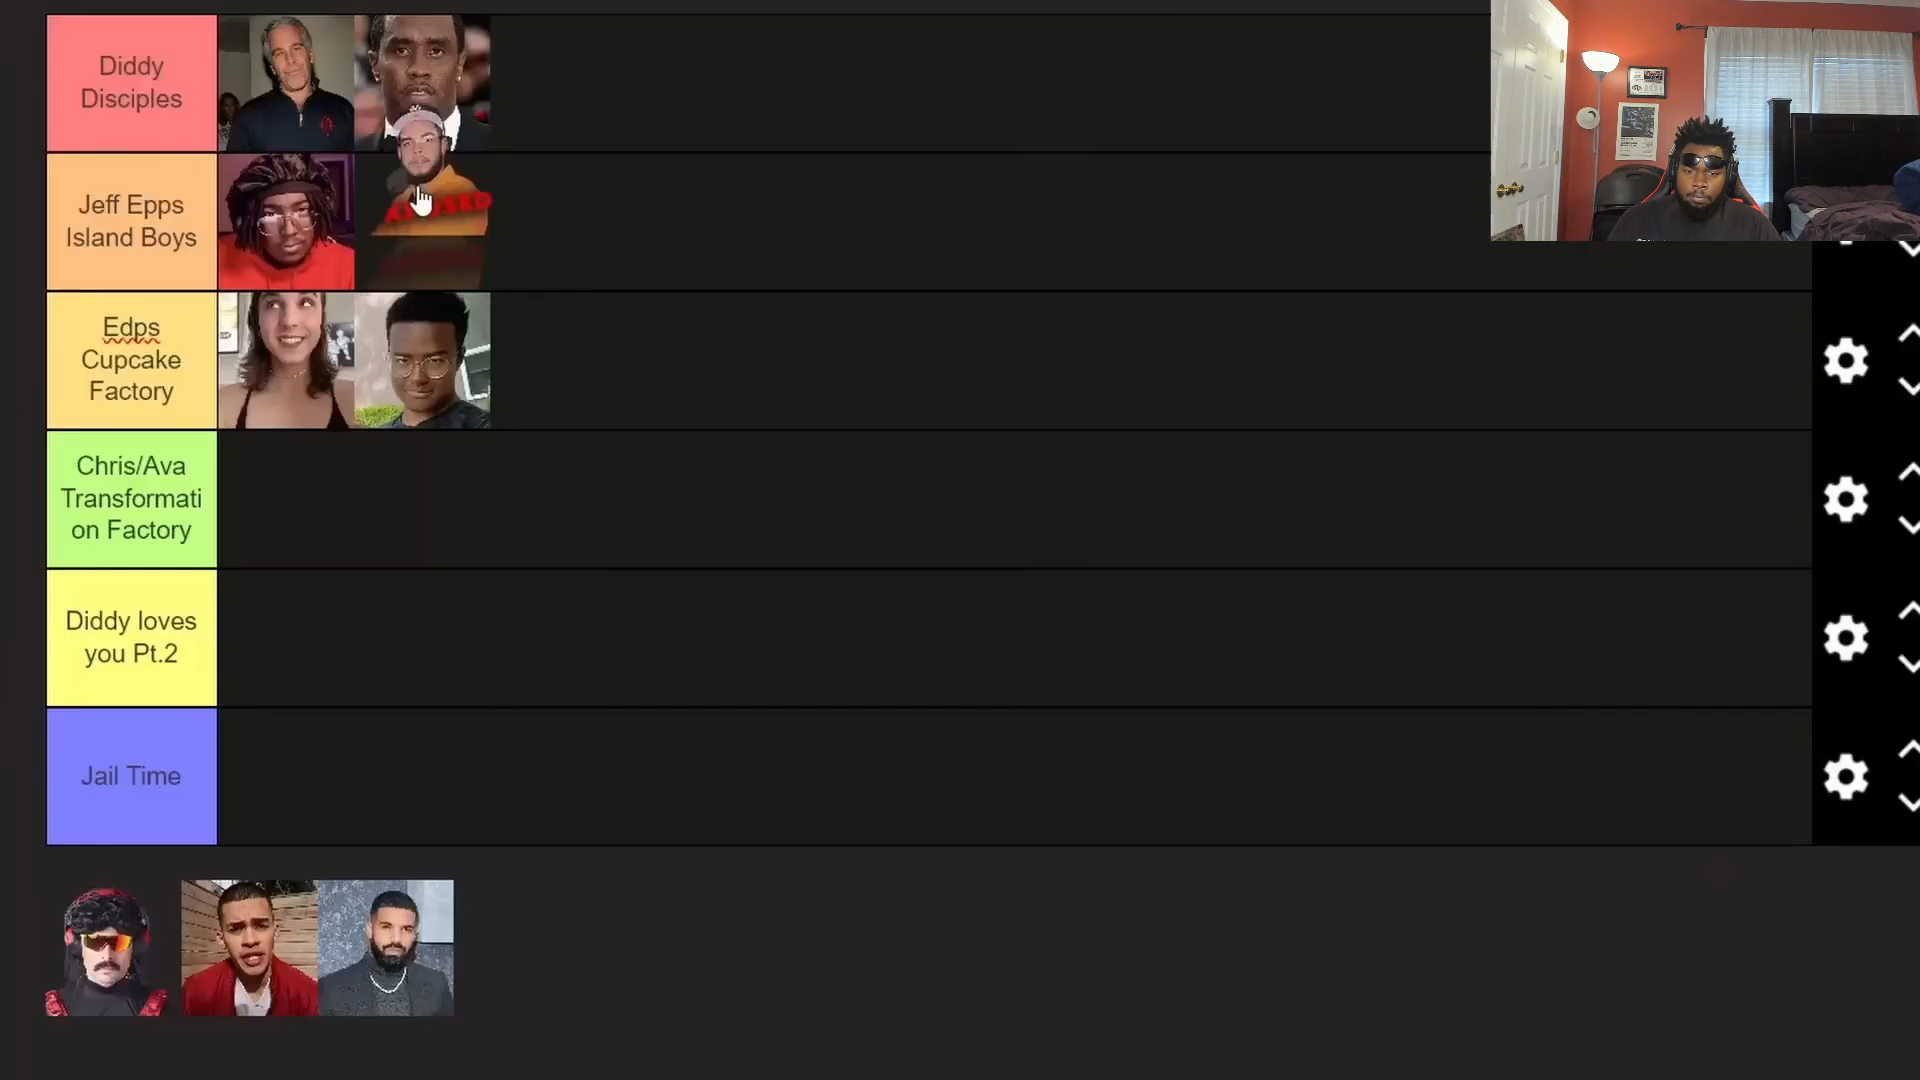 Diddy
Disciples
Jeff Epps
Island Boys
Edps
Cupcake
Factory
Chris/Ava
Transformati
on Factory
Diddy loves
you Pt.2
Jail Time